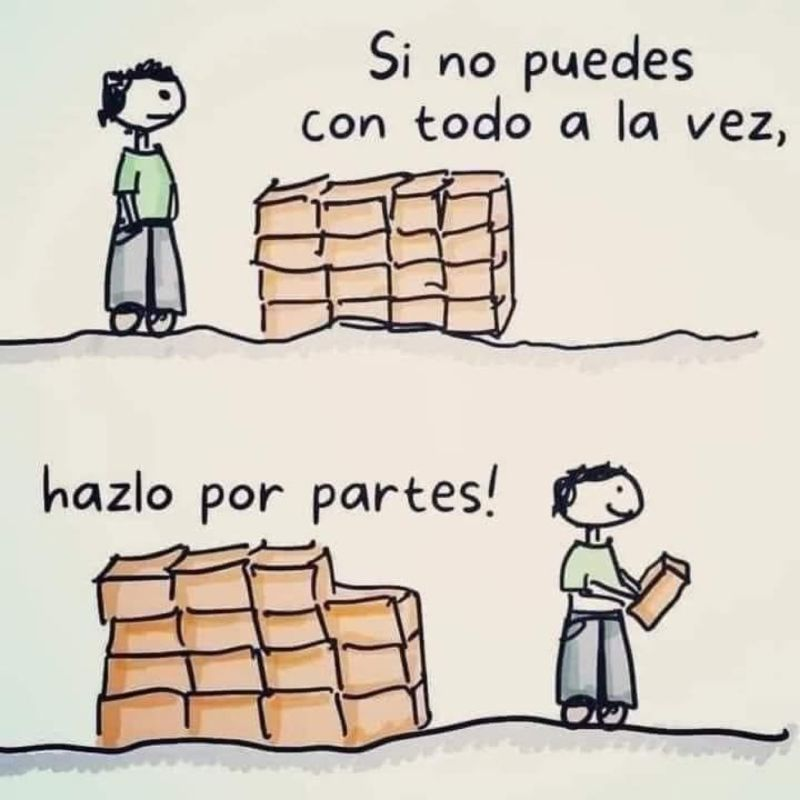 Si no puedes
con todo a la vez,
hazlo por partes!